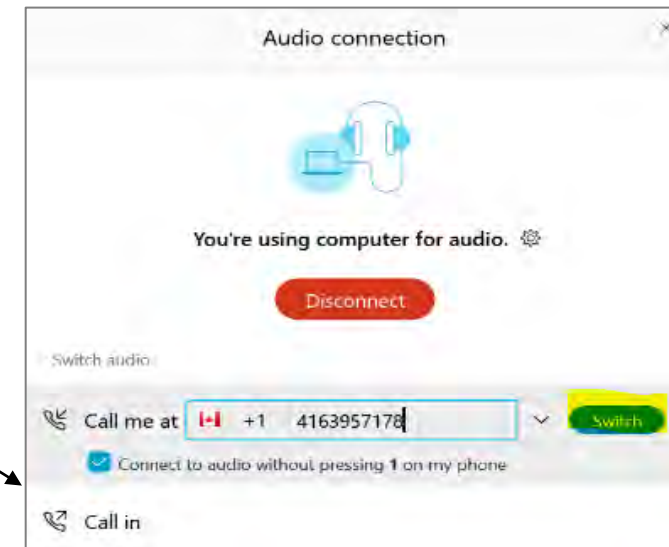 Audio connection
You're using computer for audio.
Disconnect
Switch audio
Call me at +1 4163957178 Switch
Connect to audio without pressing 1 on my phone
Call in